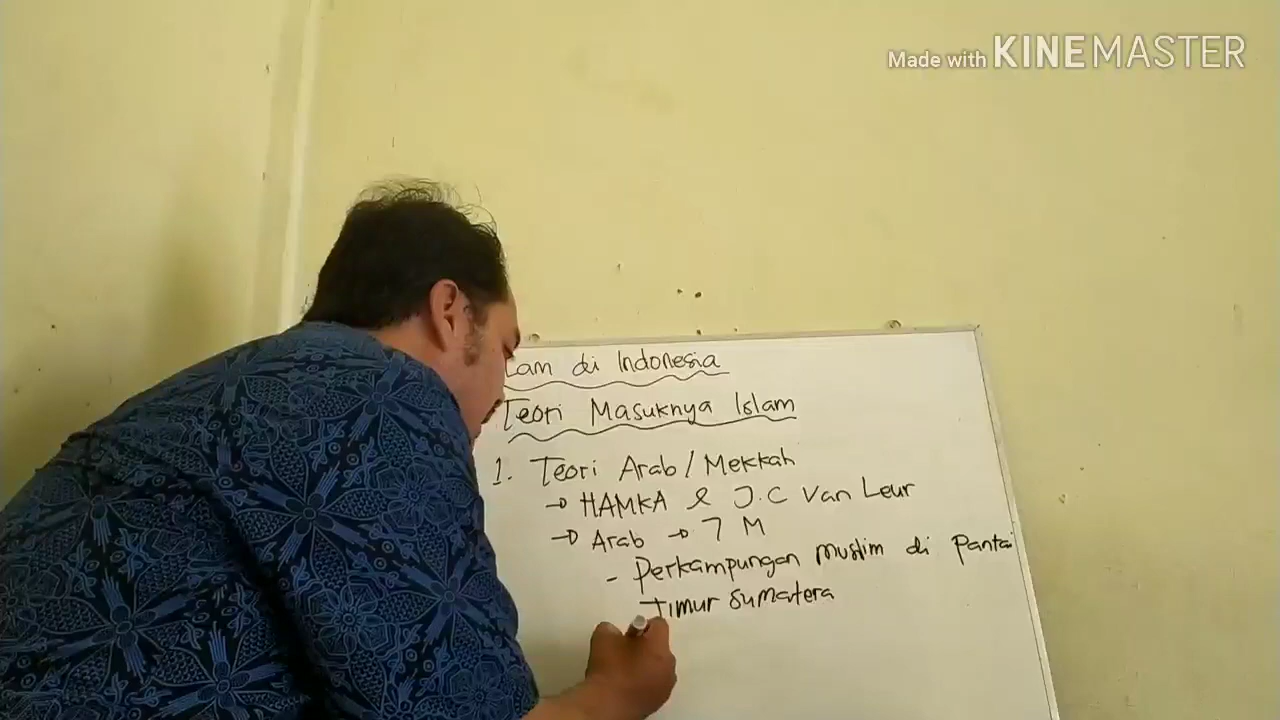 Made with KINEMASTER
lam di Indonesia
Teori Masuknya Islam
1. Teori Arab / Mekkah
→ HAMKA & J.C Van Leur
→ Arab → 7 M
- Perkampungan muslim di Pantai
Timur Sumatera